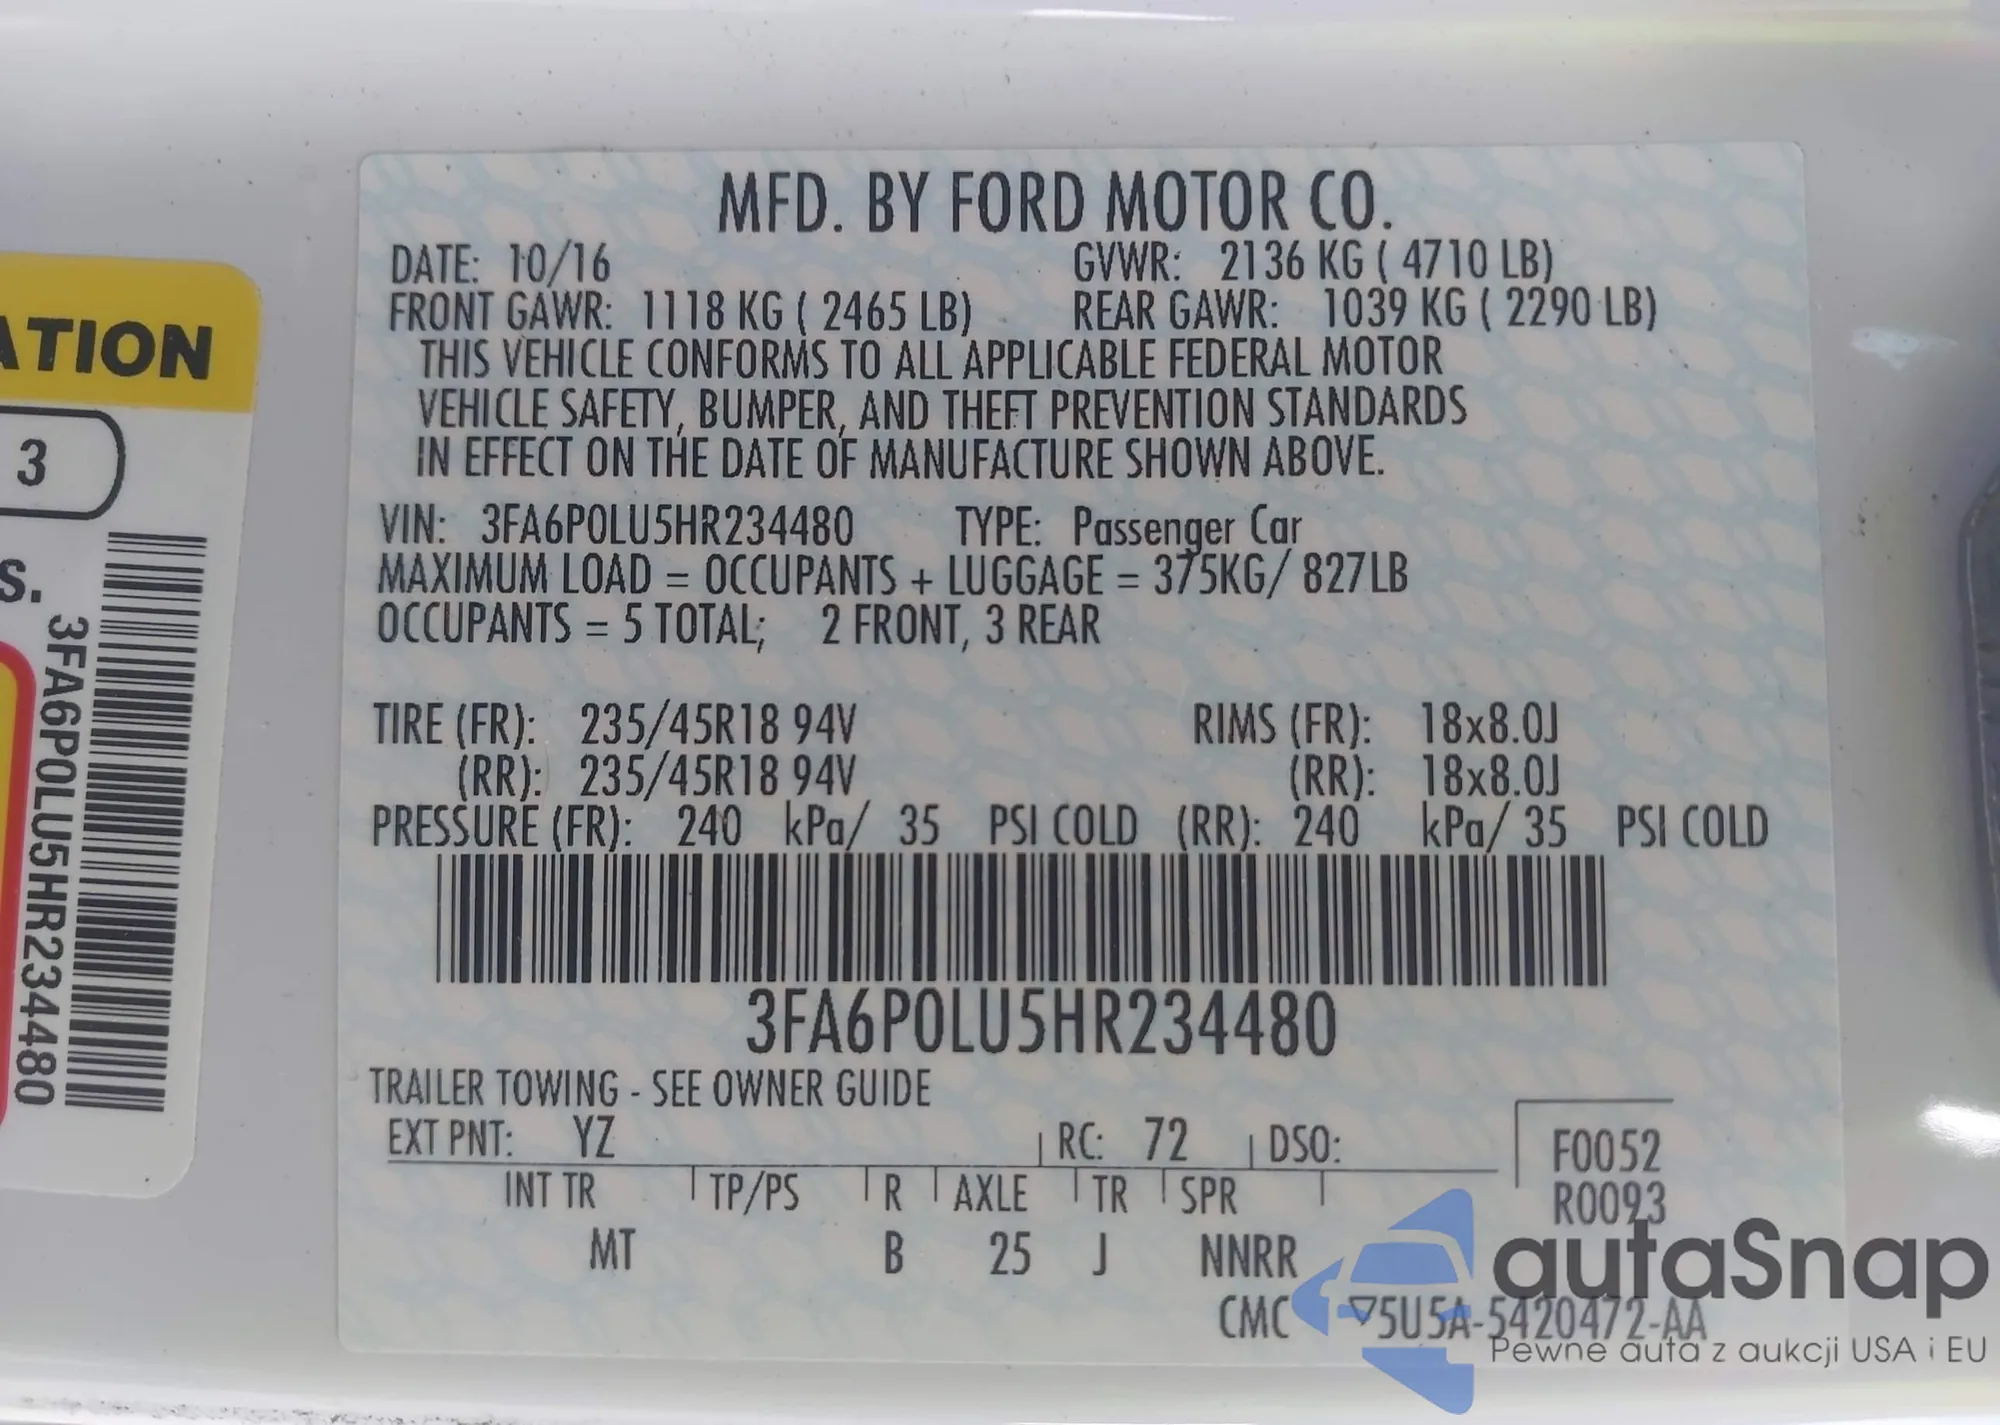 ATION
3
S.
3FA6P0LU5HR234480
MFD. BY FORD MOTOR CO.
DATE: 10/16 GVWR: 2136 KG ( 4710 LB)
FRONT GAWR: 1118 KG ( 2465 LB) REAR GAWR: 1039 KG ( 2290 LB)
THIS VEHICLE CONFORMS TO ALL APPLICABLE FEDERAL MOTOR
VEHICLE SAFETY, BUMPER, AND THEFT PREVENTION STANDARDS
IN EFFECT ON THE DATE OF MANUFACTURE SHOWN ABOVE.
VIN: 3FA6P0LU5HR234480 TYPE: Passenger Car
MAXIMUM LOAD = OCCUPANTS + LUGGAGE = 375KG/ 827LB
OCCUPANTS = 5 TOTAL; 2 FRONT, 3 REAR
TIRE (FR): 235/45R18 94V RIMS (FR): 18x8.0J
(RR): 235/45R18 94V (RR): 18x8.0J
PRESSURE (FR): 240 kPa/ 35 PSI COLD (RR): 240 kPa/ 35 PSI COLD
3FA6P0LU5HR234480
TRAILER TOWING - SEE OWNER GUIDE
EXT PNT: YZ RC: 72 DSO: F0052
R0093
INT TR TP/PS R AXLE TR SPR
MT B 25 J NNRR
CMC ▽5U5A-5420472-AA
autaSnap
Pewne auta z aukcji USA i EU